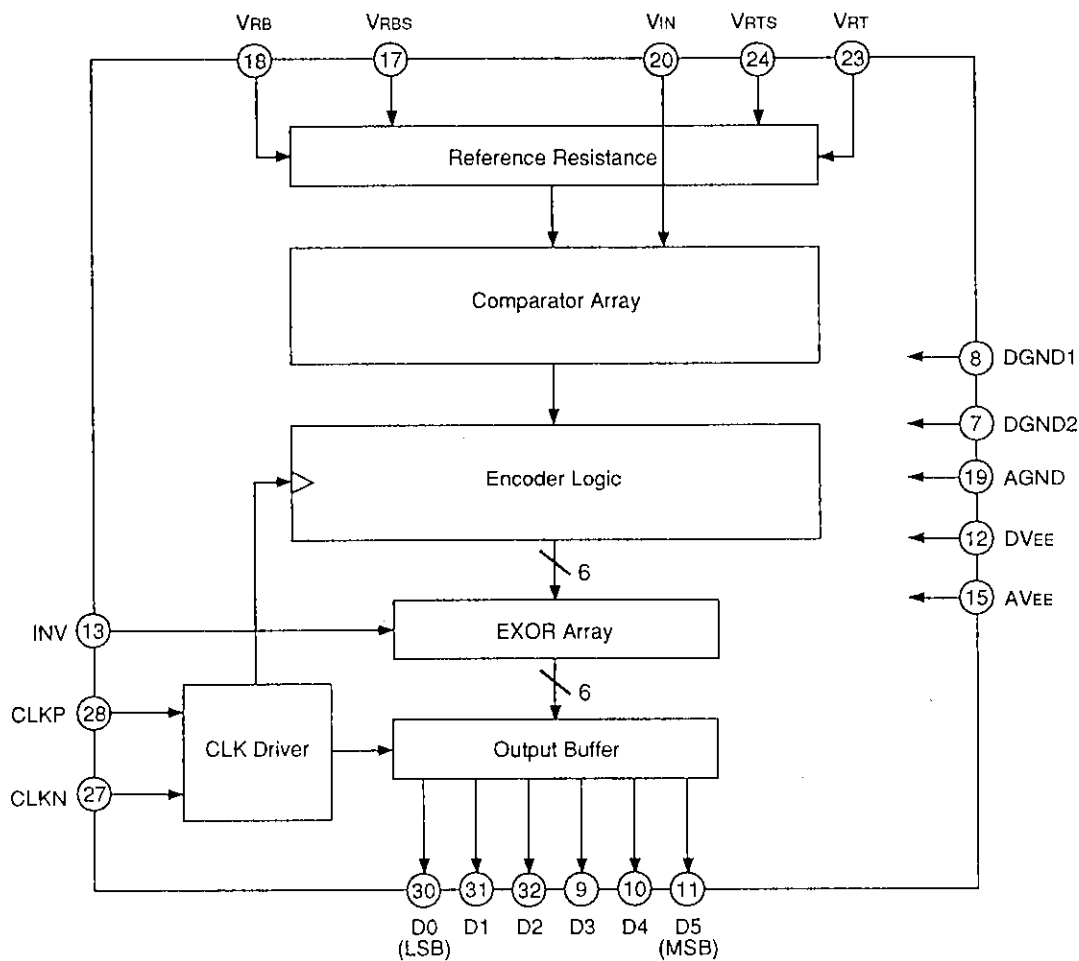 VRB VRBS VIN VRTS VRT
18 17 20 24 23
Reference Resistance
Comparator Array
8 DGND1
7 DGND2
Encoder Logic
19 AGND
12 DVEE
6
15 AVEE
INV 13
EXOR Array
6
CLKP 28
CLK Driver
Output Buffer
CLKN 27
30 31 32 9 10 11
D0 D1 D2 D3 D4 D5
(LSB) (MSB)